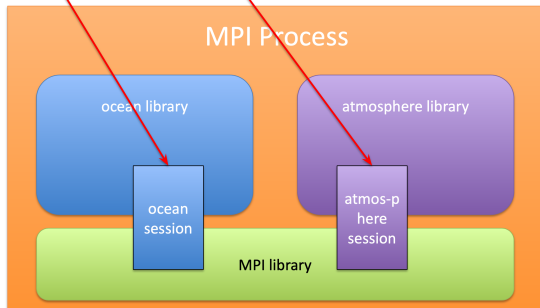 MPI Process
ocean library
atmosphere library
ocean
session
atmos-p
here
session
MPI library